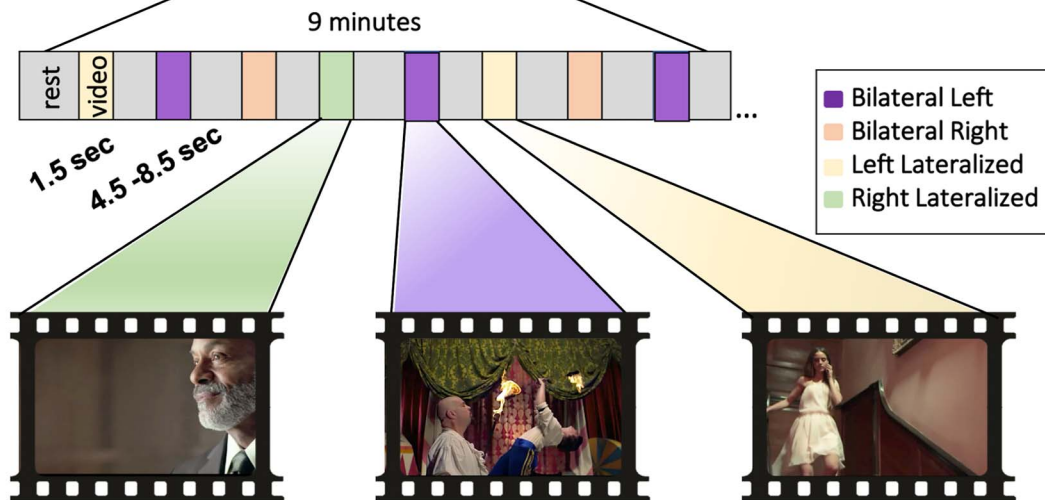 9 minutes
rest
video
...
1.5 sec
4.5 -8.5 sec
Bilateral Left
Bilateral Right
Left Lateralized
Right Lateralized